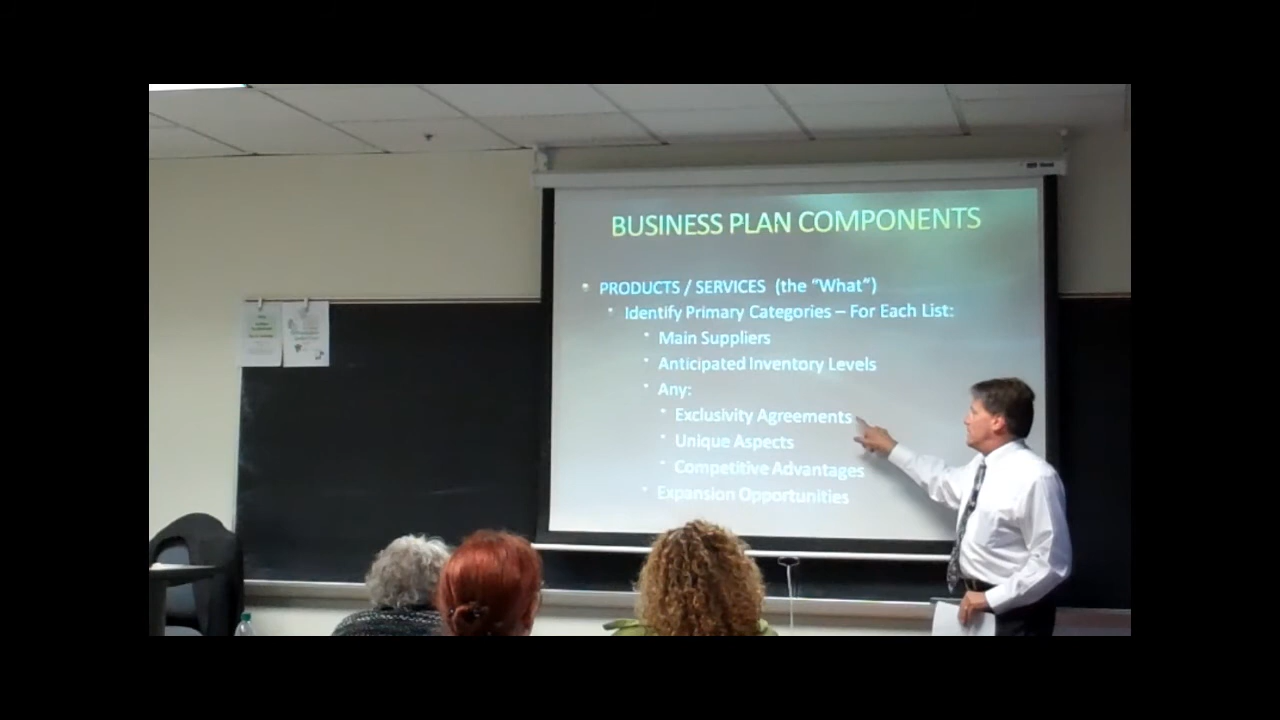 BUSINESS PLAN COMPONENTS
PRODUCTS / SERVICES (the "What")
Identify Primary Categories – For Each List:
Main Suppliers
Anticipated Inventory Levels
Any:
Exclusivity Agreements
Unique Aspects
Competitive Advantages
Expansion Opportunities